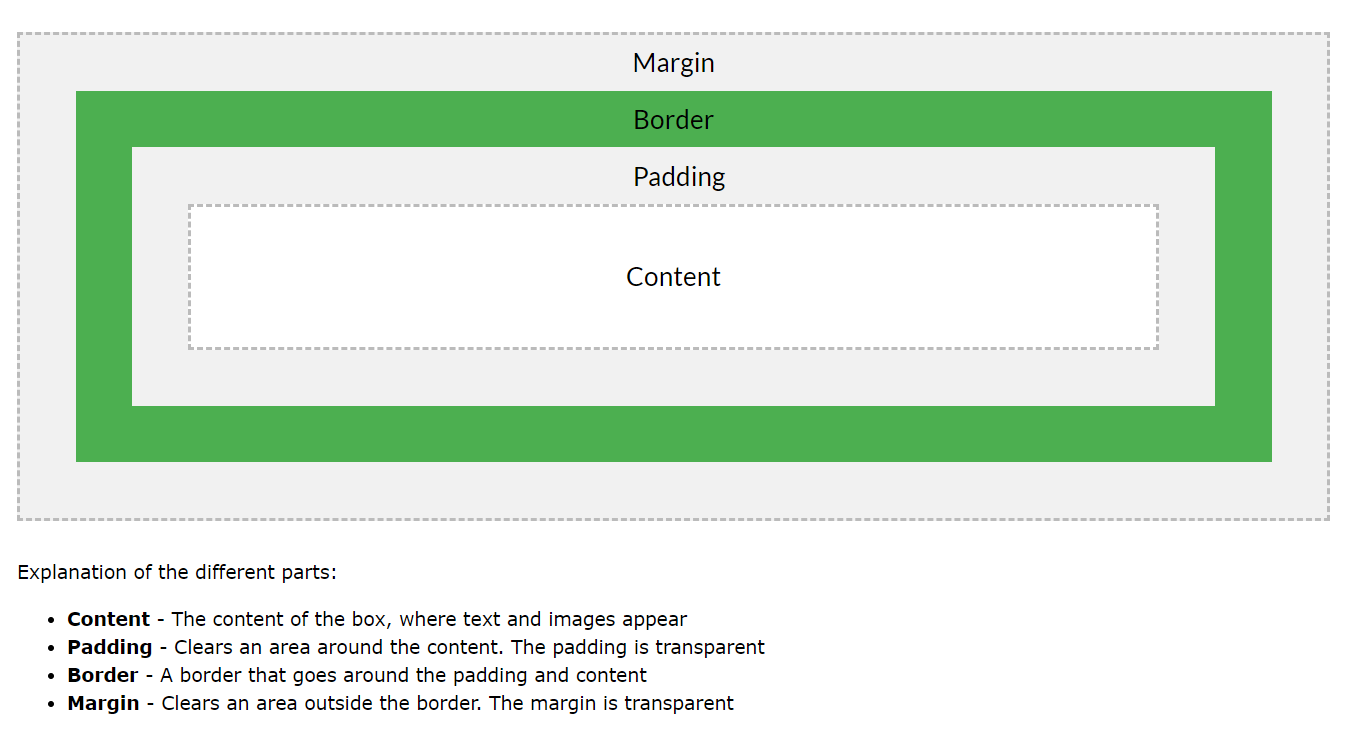 Margin
Border
Padding
Content
Explanation of the different parts:
• Content - The content of the box, where text and images appear
• Padding - Clears an area around the content. The padding is transparent
• Border - A border that goes around the padding and content
• Margin - Clears an area outside the border. The margin is transparent